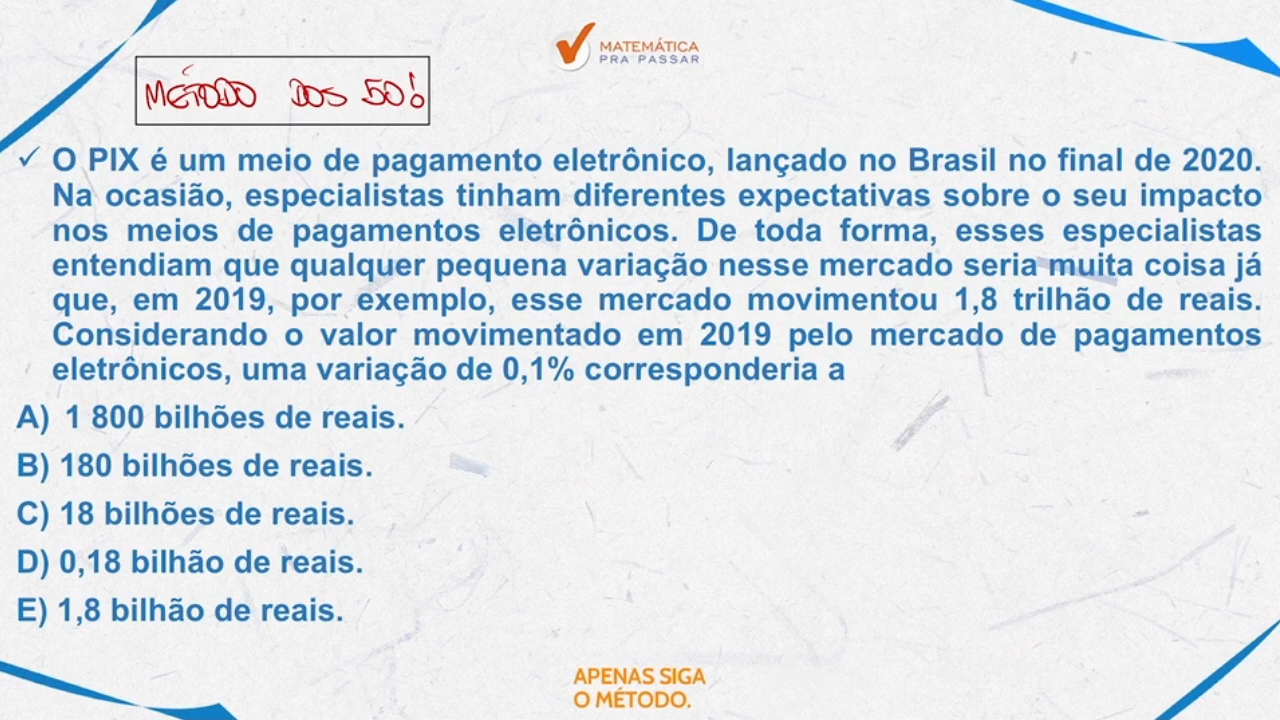 MATEMÁTICA
PRA PASSAR
MÉTODO DOS 50!
✓ O PIX é um meio de pagamento eletrônico, lançado no Brasil no final de 2020.
Na ocasião, especialistas tinham diferentes expectativas sobre o seu impacto
nos meios de pagamentos eletrônicos. De toda forma, esses especialistas
entendiam que qualquer pequena variação nesse mercado seria muita coisa já
que, em 2019, por exemplo, esse mercado movimentou 1,8 trilhão de reais.
Considerando o valor movimentado em 2019 pelo mercado de pagamentos
eletrônicos, uma variação de 0,1% corresponderia a
A) 1 800 bilhões de reais.
B) 180 bilhões de reais.
C) 18 bilhões de reais.
D) 0,18 bilhão de reais.
E) 1,8 bilhão de reais.
APENAS SIGA
O MÉTODO.